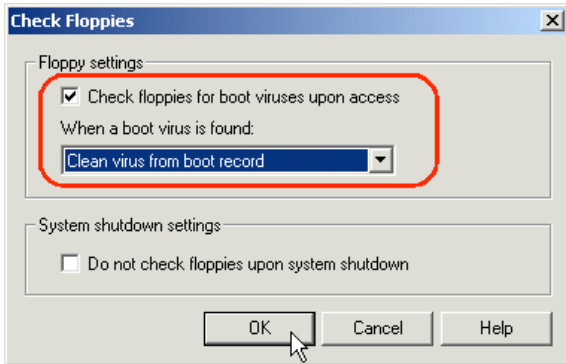 Check Floppies
Floppy settings
Check floppies for boot viruses upon access
When a boot virus is found:
Clean virus from boot record
System shutdown settings
Do not check floppies upon system shutdown
OK Cancel Help